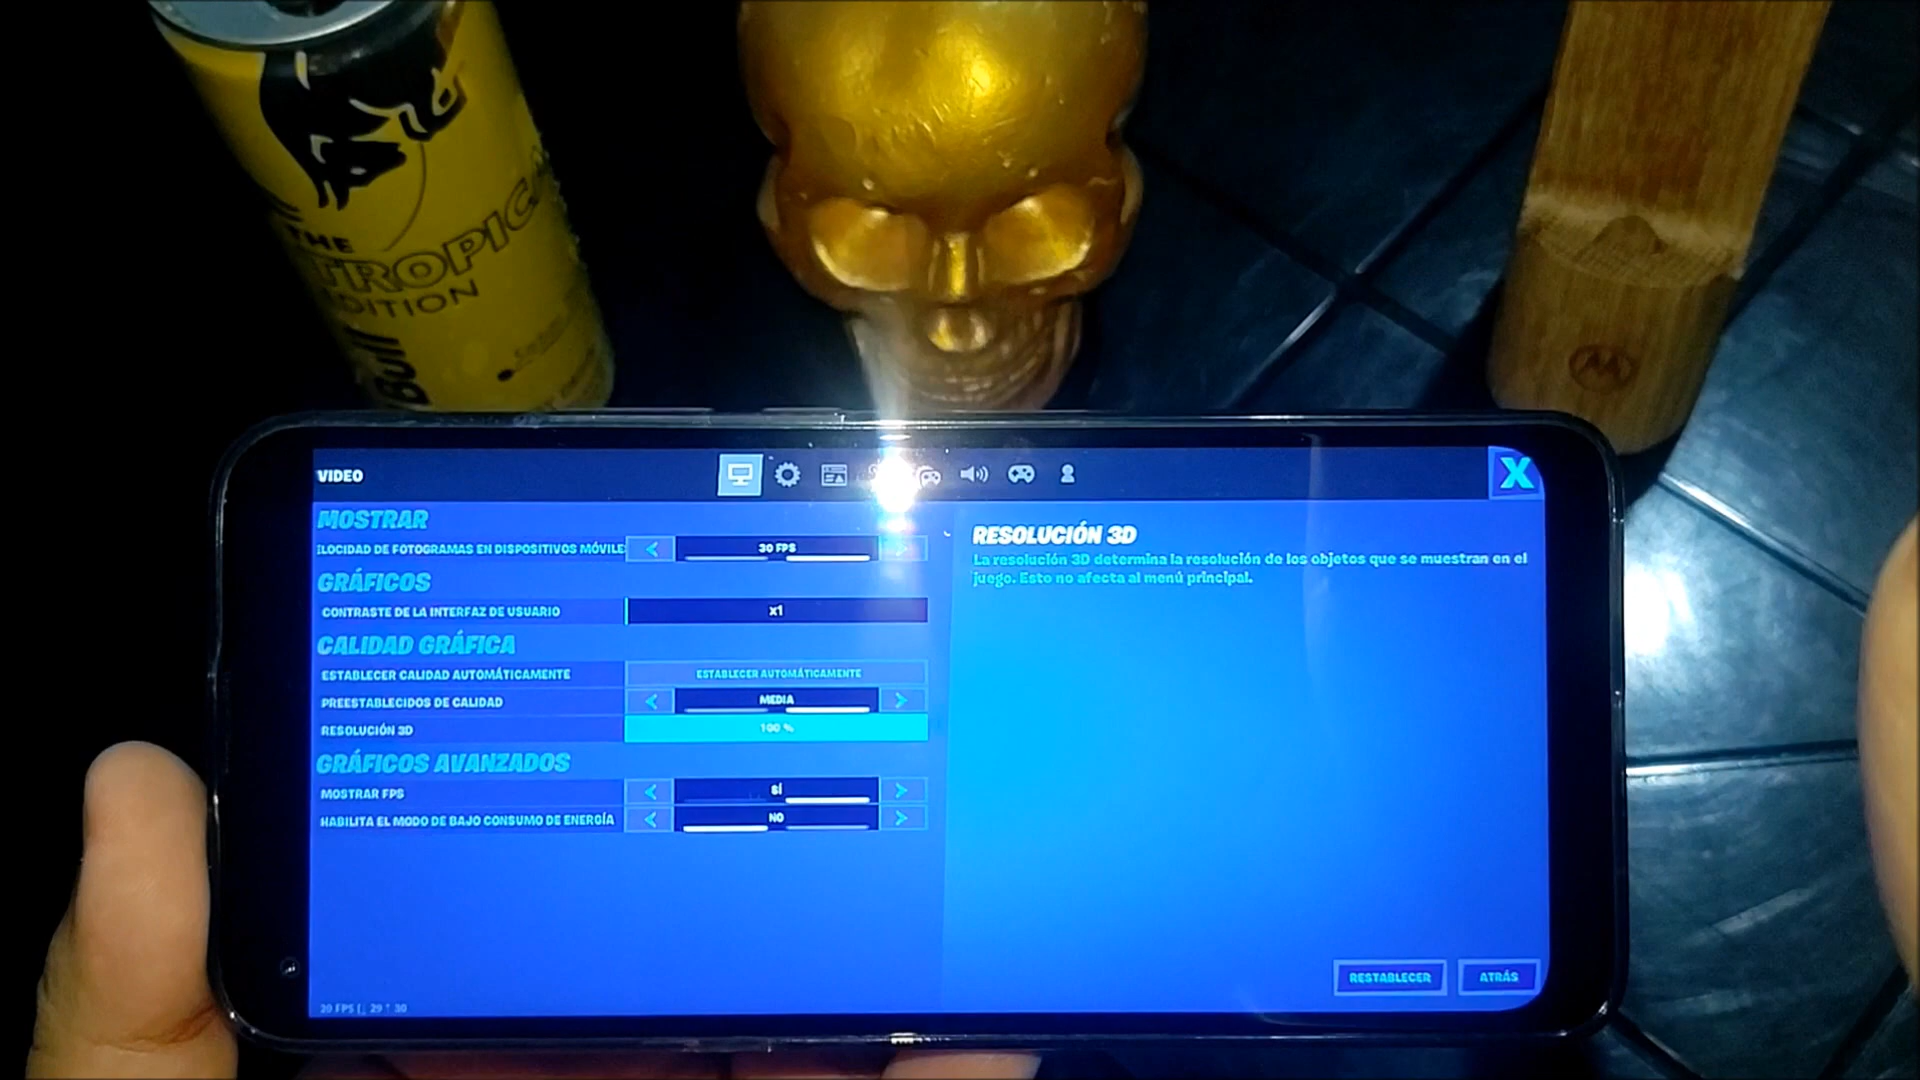 THE
TROPICAL
EDITION
Bull
VIDEO
X
MOSTRAR
ELOCIDAD DE FOTOGRAMAS EN DISPOSITIVOS MÓVILE
30 FPS
GRÁFICOS
CONTRASTE DE LA INTERFAZ DE USUARIO
x1
CALIDAD GRÁFICA
ESTABLECER CALIDAD AUTOMÁTICAMENTE
ESTABLECER AUTOMÁTICAMENTE
PREESTABLECIDOS DE CALIDAD
MEDIA
RESOLUCIÓN 3D
100 %
GRÁFICOS AVANZADOS
MOSTRAR FPS
SÍ
HABILITA EL MODO DE BAJO CONSUMO DE ENERGÍA
NO
RESOLUCIÓN 3D
La resolución 3D determina la resolución de los objetos que se muestran en el
juego. Esto no afecta al menú principal.
RESTABLECER
ATRÁS